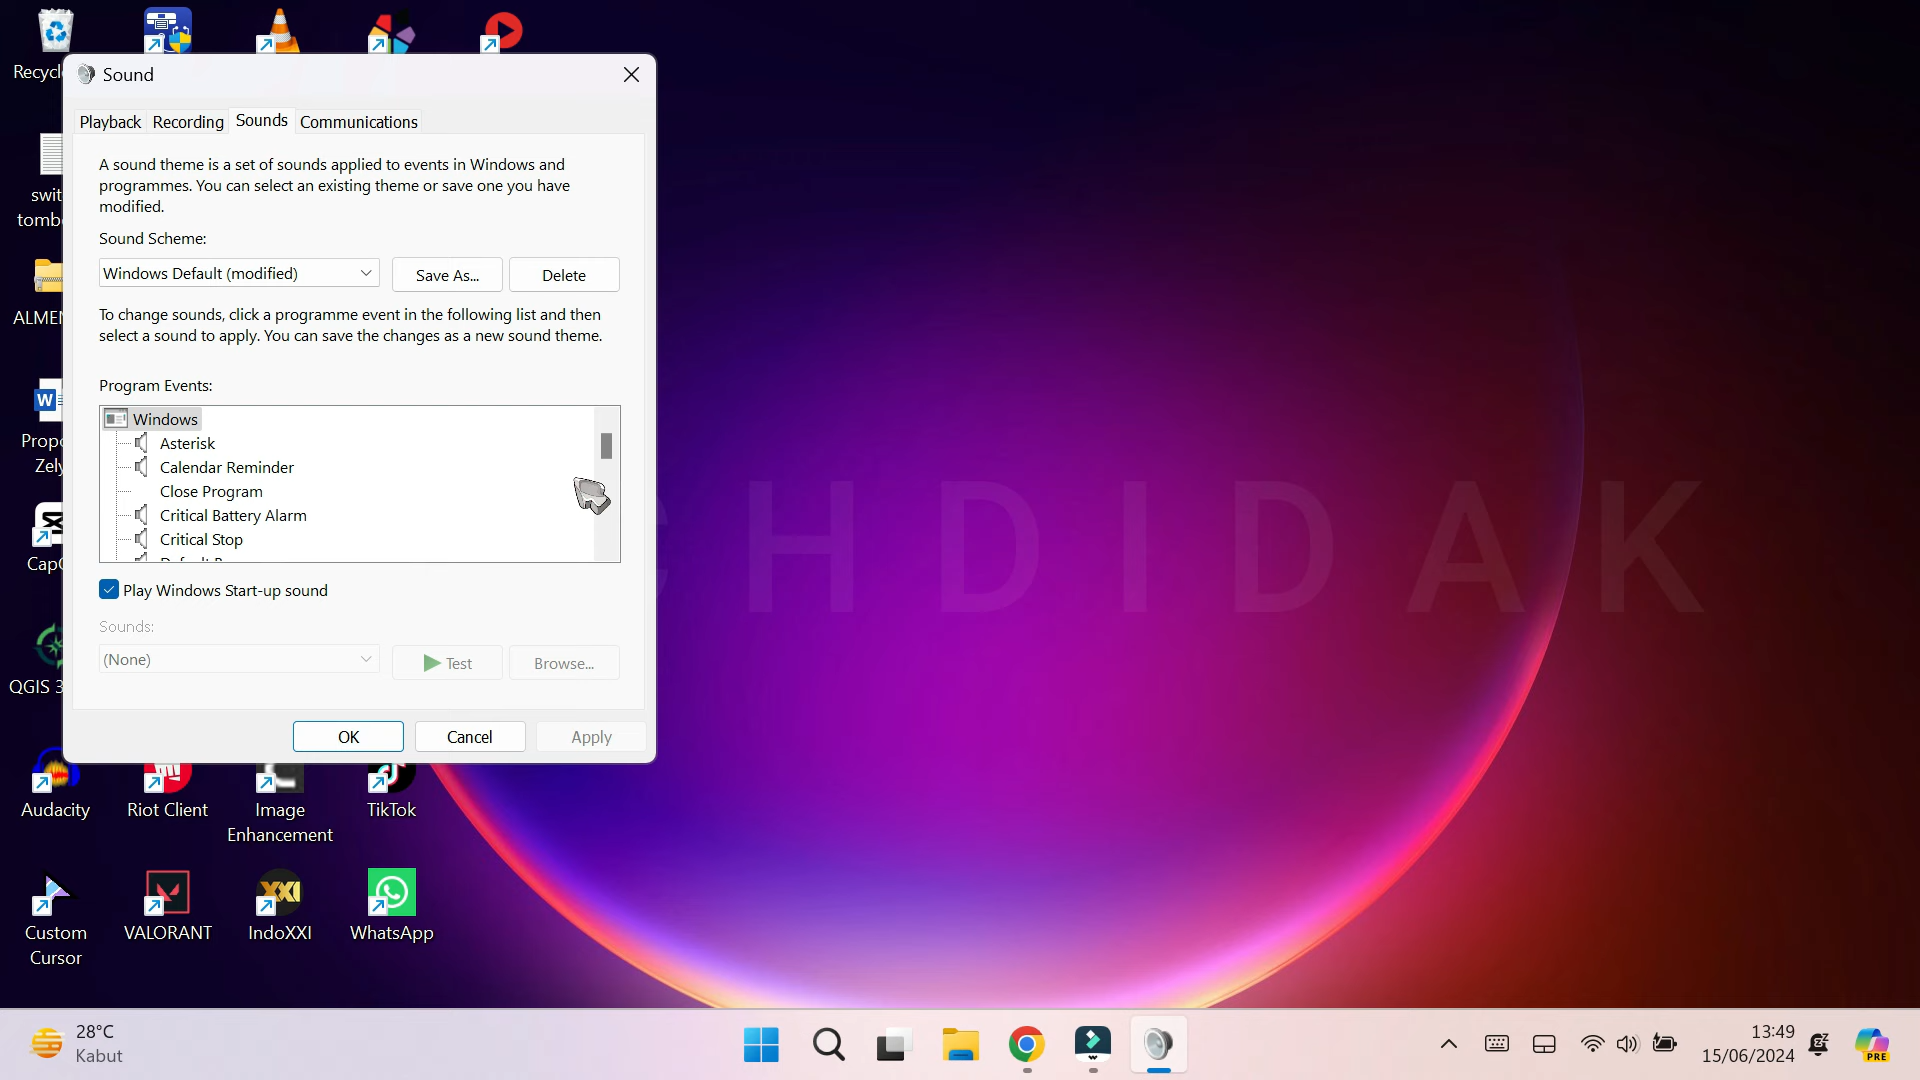 Recycl
Sound
Playback
Recording
Sounds
Communications
A sound theme is a set of sounds applied to events in Windows and
programmes. You can select an existing theme or save one you have
modified.
Sound Scheme:
Windows Default (modified)
Save As...
Delete
To change sounds, click a programme event in the following list and then
select a sound to apply. You can save the changes as a new sound theme.
Program Events:
Windows
Asterisk
Calendar Reminder
Close Program
Critical Battery Alarm
Critical Stop
Play Windows Start-up sound
Sounds:
(None)
Test
Browse...
OK
Cancel
Apply
swit
tomb
ALMEN
W
Propo
Zely
Cap
QGIS 3
CHDIDAK
Audacity
Riot Client
Image
Enhancement
TikTok
Custom
Cursor
VALORANT
XXI
IndoXXI
WhatsApp
28°C
Kabut
13:49
15/06/2024
PRE